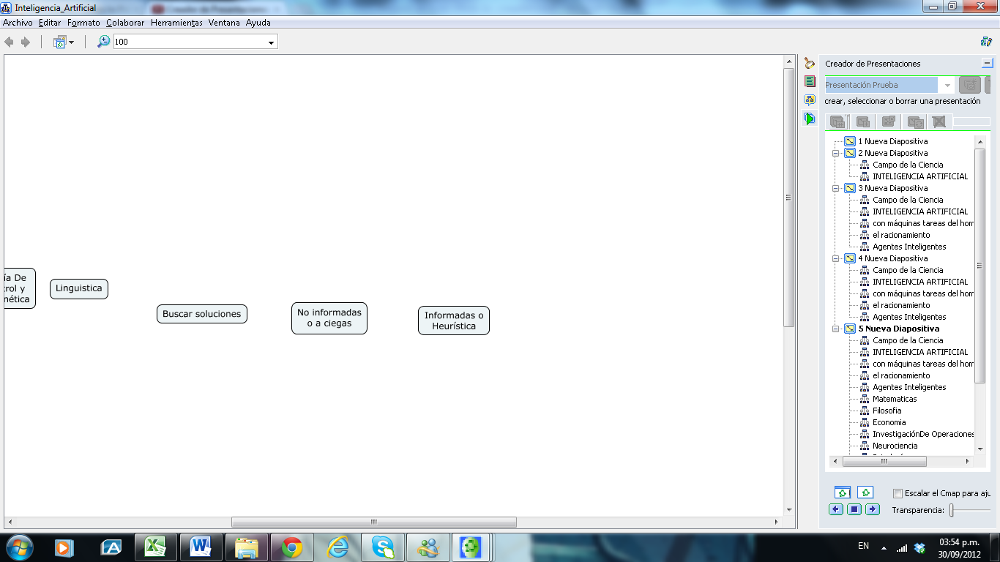 Inteligencia_Artificial
Archivo Editar Formato Colaborar Herramientas Ventana Ayuda
100
ía De
rol y
mética
Linguistica
Buscar soluciones
No informadas
o a ciegas
Informadas o
Heurística
Creador de Presentaciones
Presentación Prueba
crear, seleccionar o borrar una presentación
1 Nueva Diapositiva
2 Nueva Diapositiva
Campo de la Ciencia
INTELIGENCIA ARTIFICIAL
3 Nueva Diapositiva
Campo de la Ciencia
INTELIGENCIA ARTIFICIAL
con máquinas tareas del hom
el racionamiento
Agentes Inteligentes
4 Nueva Diapositiva
Campo de la Ciencia
INTELIGENCIA ARTIFICIAL
con máquinas tareas del hom
el racionamiento
Agentes Inteligentes
5 Nueva Diapositiva
Campo de la Ciencia
INTELIGENCIA ARTIFICIAL
con máquinas tareas del hom
el racionamiento
Agentes Inteligentes
Matematicas
Filosofia
Economia
InvestigaciónDe Operaciones
Neurociencia
Escalar el Cmap para aju
Transparencia:
EN
03:54 p.m.
30/09/2012